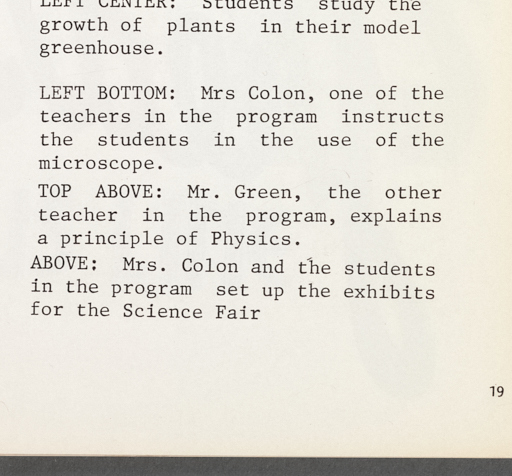 LEFT CENTER: Students study the
growth of plants in their model
greenhouse.
LEFT BOTTOM: Mrs Colon, one of the
teachers in the program instructs
the students in the use of the
microscope.
TOP ABOVE: Mr. Green, the other
teacher in the program, explains
a principle of Physics.
ABOVE: Mrs. Colon and the students
in the program set up the exhibits
for the Science Fair
19